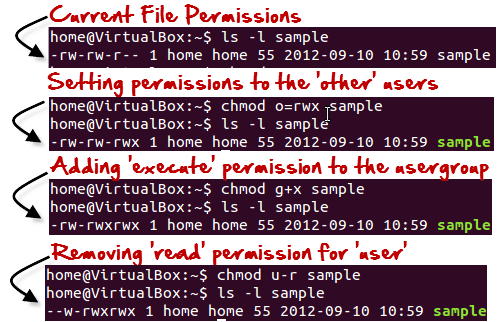 Current File Permissions
home@VirtualBox:~$ ls -l sample
-rw-rw-r-- 1 home home 55 2012-09-10 10:59 sample
Setting permissions to the 'other' users
home@VirtualBox:~$ chmod o=rwx sample
home@VirtualBox:~$ ls -l sample
-rw-rw-rwx 1 home home 55 2012-09-10 10:59 sample
Adding 'execute' permission to the usergroup
home@VirtualBox:~$ chmod g+x sample
home@VirtualBox:~$ ls -l sample
-rw-rwxrwx 1 home home 55 2012-09-10 10:59 sample
Removing 'read' permission for 'user'
home@VirtualBox:~$ chmod u-r sample
home@VirtualBox:~$ ls -l sample
--w-rwxrwx 1 home home 55 2012-09-10 10:59 sample